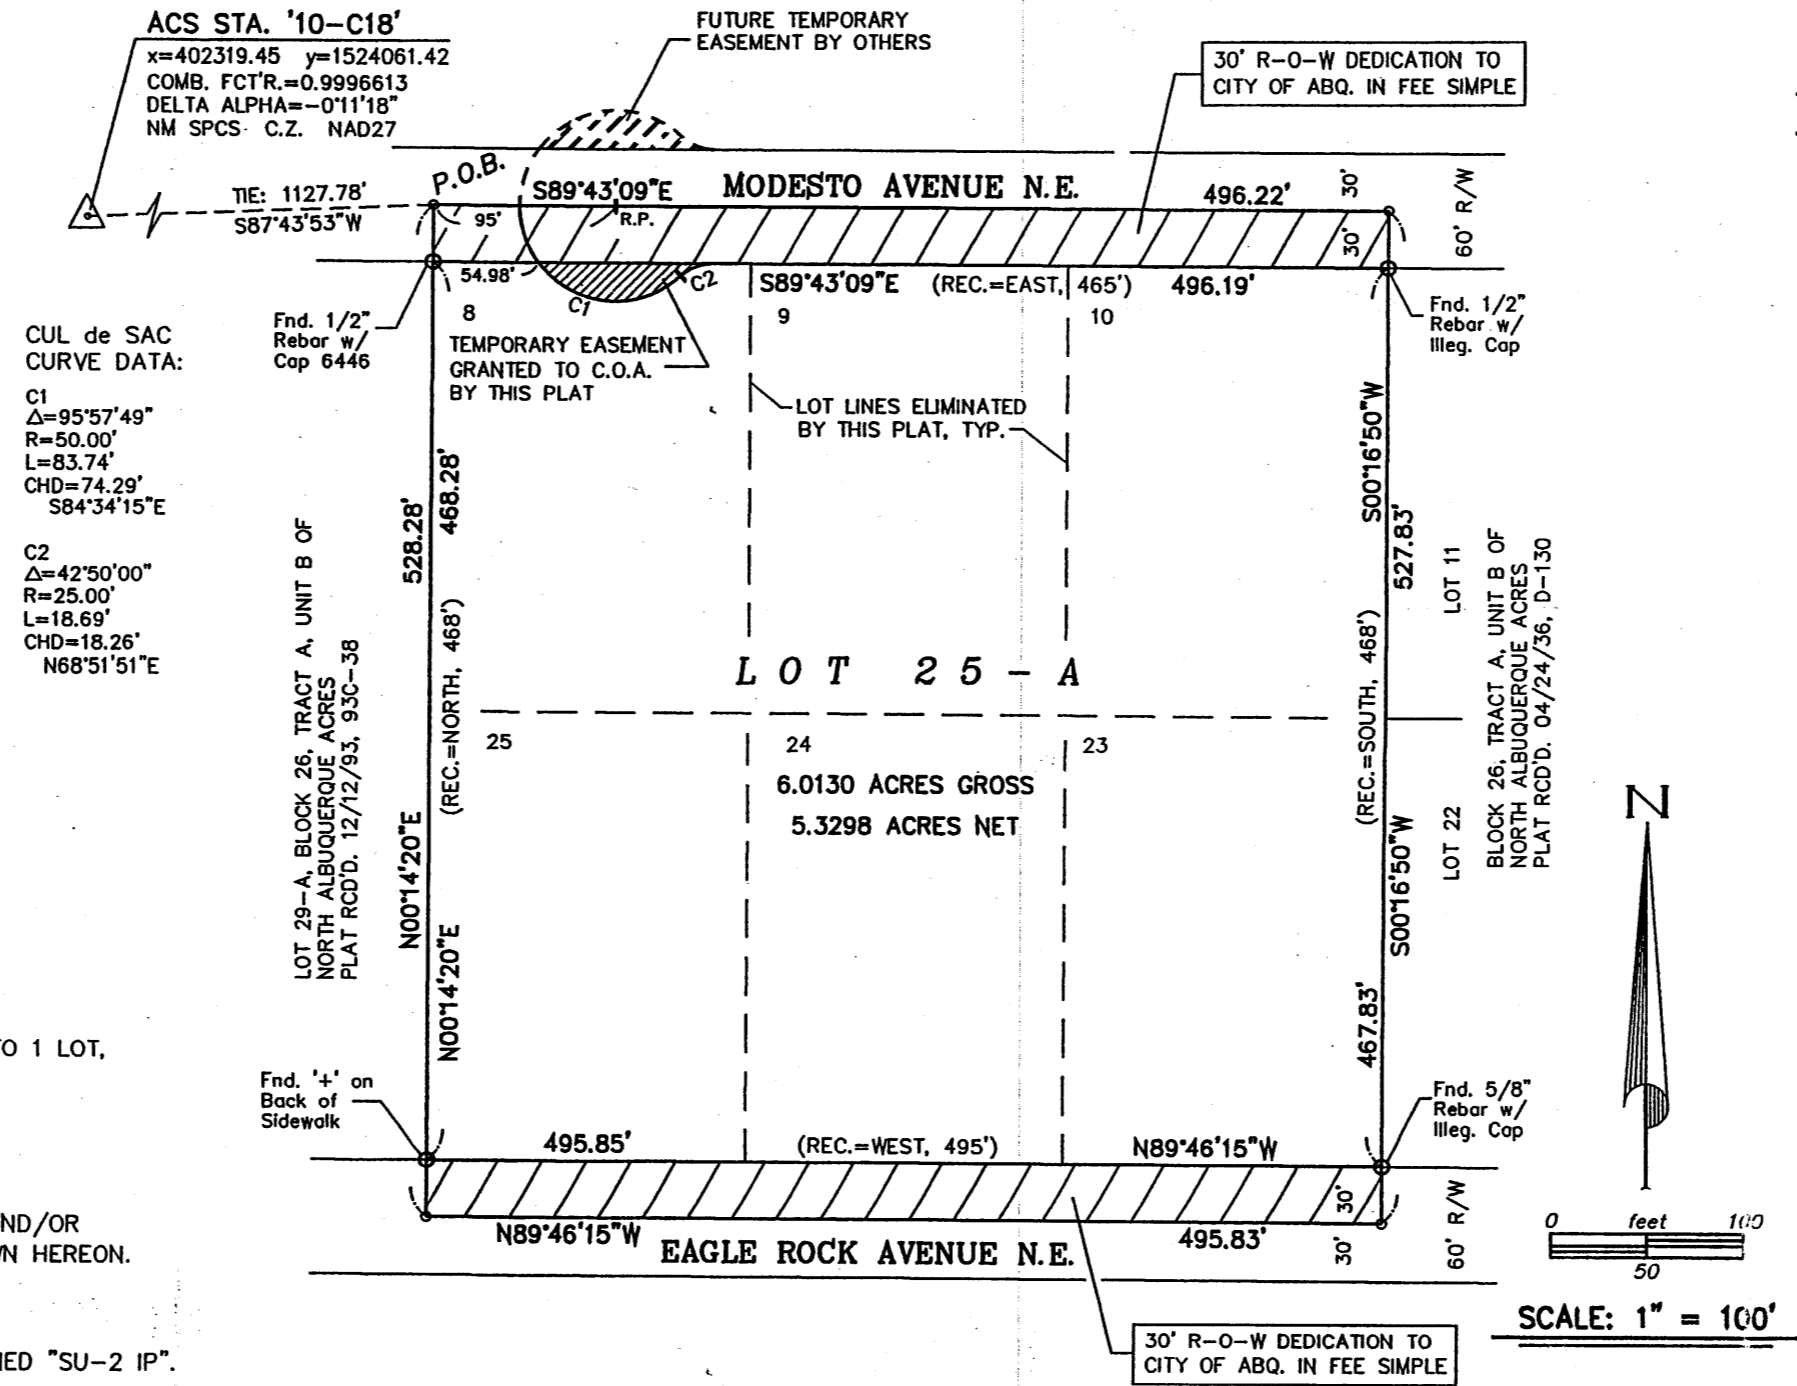 ACS STA. '10-C18'
x=402319.45 y=1524061.42
COMB. FCT'R.=0.9996613
DELTA ALPHA=-0°11'18"
NM SPCS C.Z. NAD27
FUTURE TEMPORARY
EASEMENT BY OTHERS
30' R-O-W DEDICATION TO
CITY OF ABQ. IN FEE SIMPLE
P.O.B.
TIE: 1127.78'
S87°43'53"W
S89°43'09"E
MODESTO AVENUE N.E.
496.22'
30'
30'
60' R/W
95'
R.P.
54.98'
C1
C2
S89°43'09"E
(REC.=EAST, 465')
496.19'
8
9
10
Fnd. 1/2"
Rebar w/
Cap 6446
Fnd. 1/2"
Rebar w/
Illeg. Cap
TEMPORARY EASEMENT
GRANTED TO C.O.A.
BY THIS PLAT
LOT LINES ELIMINATED
BY THIS PLAT, TYP.
CUL de SAC
CURVE DATA:
C1
Δ=95°57'49"
R=50.00'
L=83.74'
CHD=74.29'
S84°34'15"E
C2
Δ=42°50'00"
R=25.00'
L=18.69'
CHD=18.26'
N68°51'51"E
LOT 29-A, BLOCK 26, TRACT A, UNIT B OF
NORTH ALBUQUERQUE ACRES
PLAT RCD'D. 12/12/93, 93C-38
528.28'
N00°14'20"E
468.28'
(REC.=NORTH, 468')
N00°14'20"E
S00°16'50"W
(REC.=SOUTH, 468')
467.83'
527.83'
S00°16'50"W
LOT 11
LOT 22
BLOCK 26, TRACT A, UNIT B OF
NORTH ALBUQUERQUE ACRES
PLAT RCD'D. 04/24/36, D-130
LOT 25-A
25
24
23
6.0130 ACRES GROSS
5.3298 ACRES NET
N
TO 1 LOT,
Fnd. '+' on
Back of
Sidewalk
Fnd. 5/8"
Rebar w/
Illeg. Cap
495.85'
(REC.=WEST, 495')
N89°46'15"W
30'
N89°46'15"W
EAGLE ROCK AVENUE N.E.
495.83'
30'
60' R/W
ND/OR
WN HEREON.
0 feet 100
50
SCALE: 1" = 100'
30' R-O-W DEDICATION TO
CITY OF ABQ. IN FEE SIMPLE
NED "SU-2 IP".